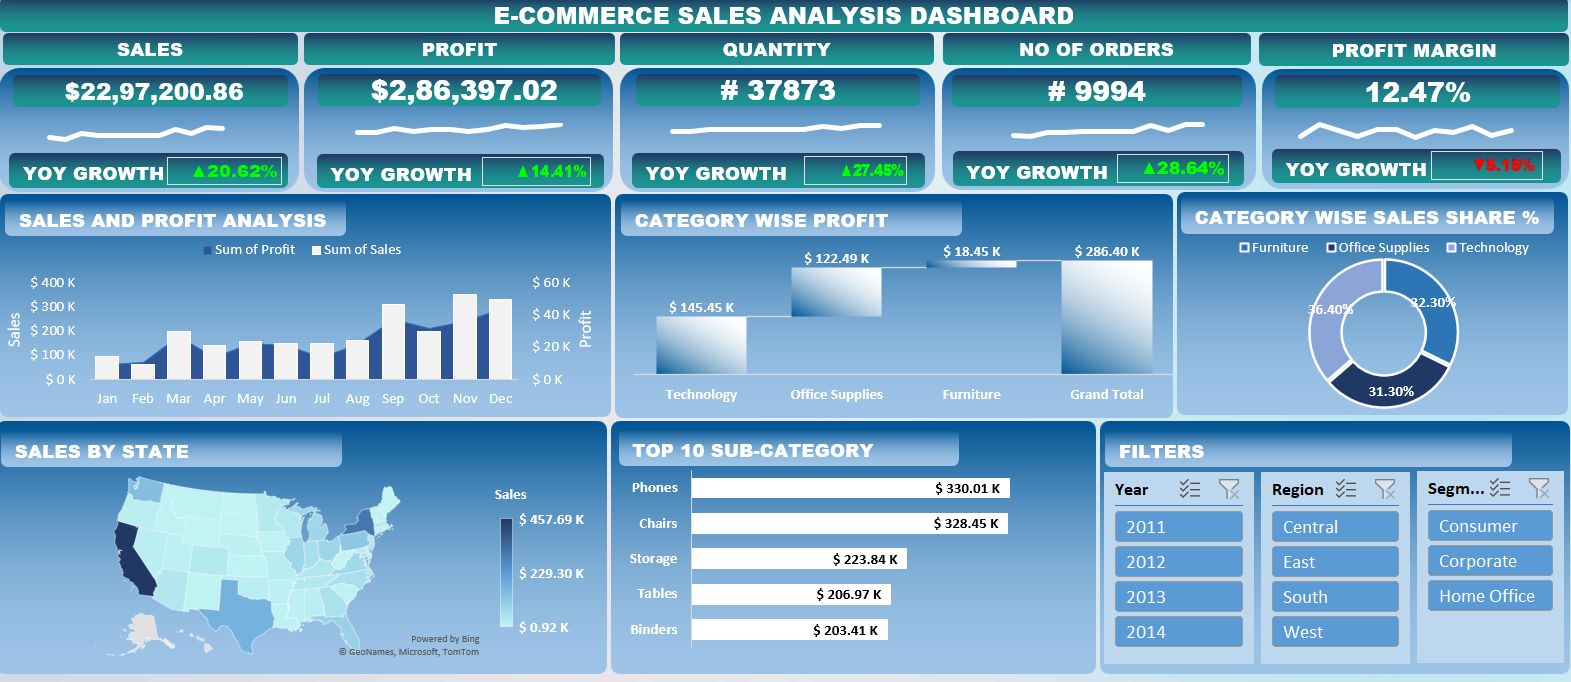 E-COMMERCE SALES ANALYSIS DASHBOARD
SALES
$22,97,200.86
YOY GROWTH ▲20.62%
PROFIT
$2,86,397.02
YOY GROWTH ▲14.41%
QUANTITY
# 37873
YOY GROWTH ▲27.45%
NO OF ORDERS
# 9994
YOY GROWTH ▲28.64%
PROFIT MARGIN
12.47%
YOY GROWTH ▼5.15%
SALES AND PROFIT ANALYSIS
Sum of Profit Sum of Sales
Sales
$ 400 K
$ 300 K
$ 200 K
$ 100 K
$ 0 K
$ 60 K
$ 40 K
$ 20 K
$ 0 K
Profit
Jan Feb Mar Apr May Jun Jul Aug Sep Oct Nov Dec
CATEGORY WISE PROFIT
$ 145.45 K
$ 122.49 K
$ 18.45 K
$ 286.40 K
Technology Office Supplies Furniture Grand Total
CATEGORY WISE SALES SHARE %
Furniture Office Supplies Technology
36.40%
32.30%
31.30%
SALES BY STATE
Sales
$ 457.69 K
$ 229.30 K
$ 0.92 K
Powered by Bing
© GeoNames, Microsoft, TomTom
TOP 10 SUB-CATEGORY
Phones $ 330.01 K
Chairs $ 328.45 K
Storage $ 223.84 K
Tables $ 206.97 K
Binders $ 203.41 K
FILTERS
Year
2011
2012
2013
2014
Region
Central
East
South
West
Segm...
Consumer
Corporate
Home Office